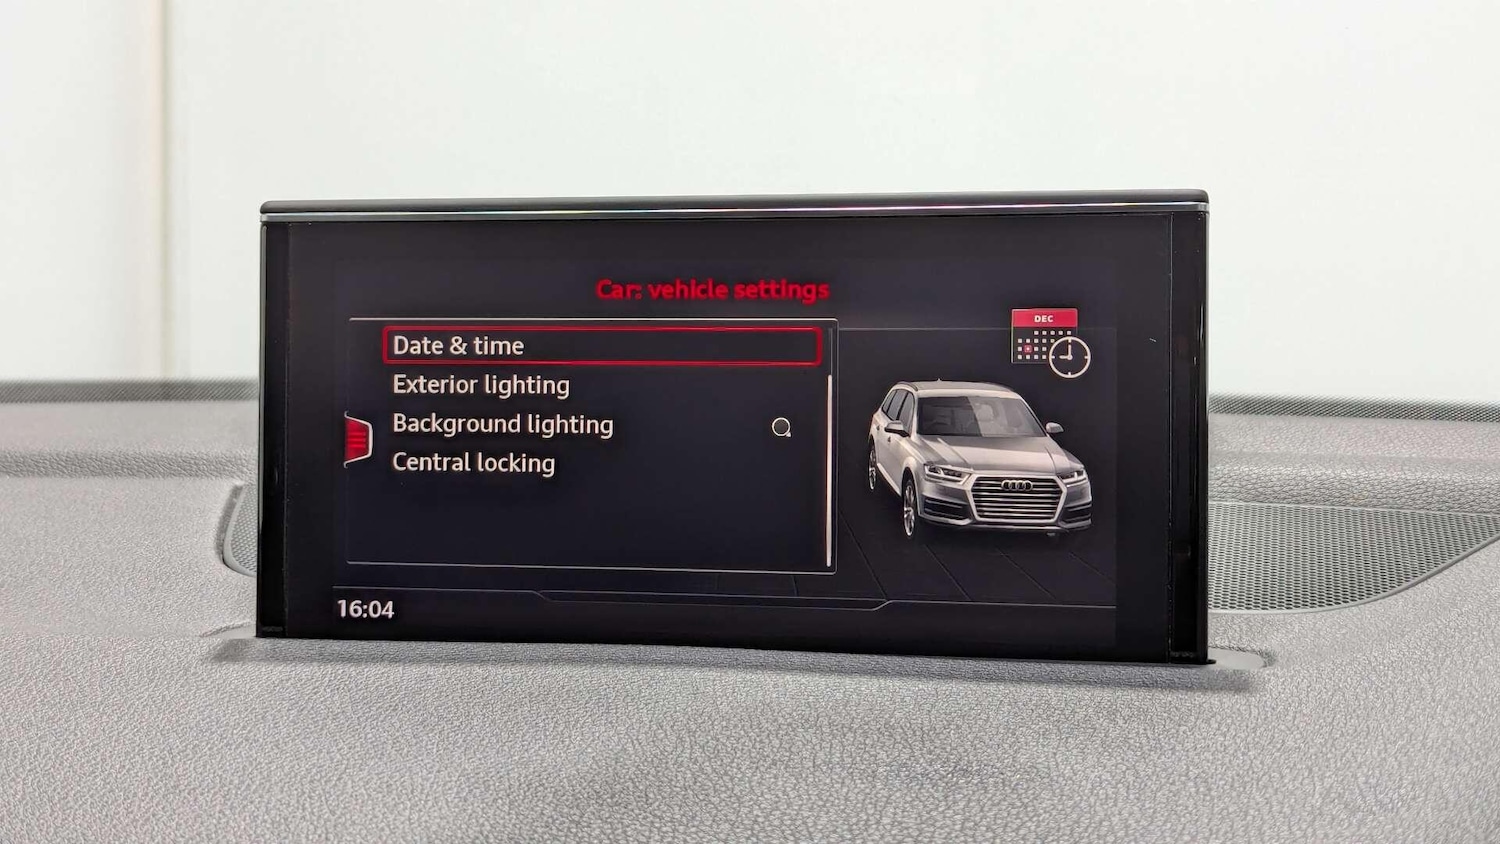 Car: vehicle settings
DEC
Date & time
Exterior lighting
Background lighting
Central locking
16:04